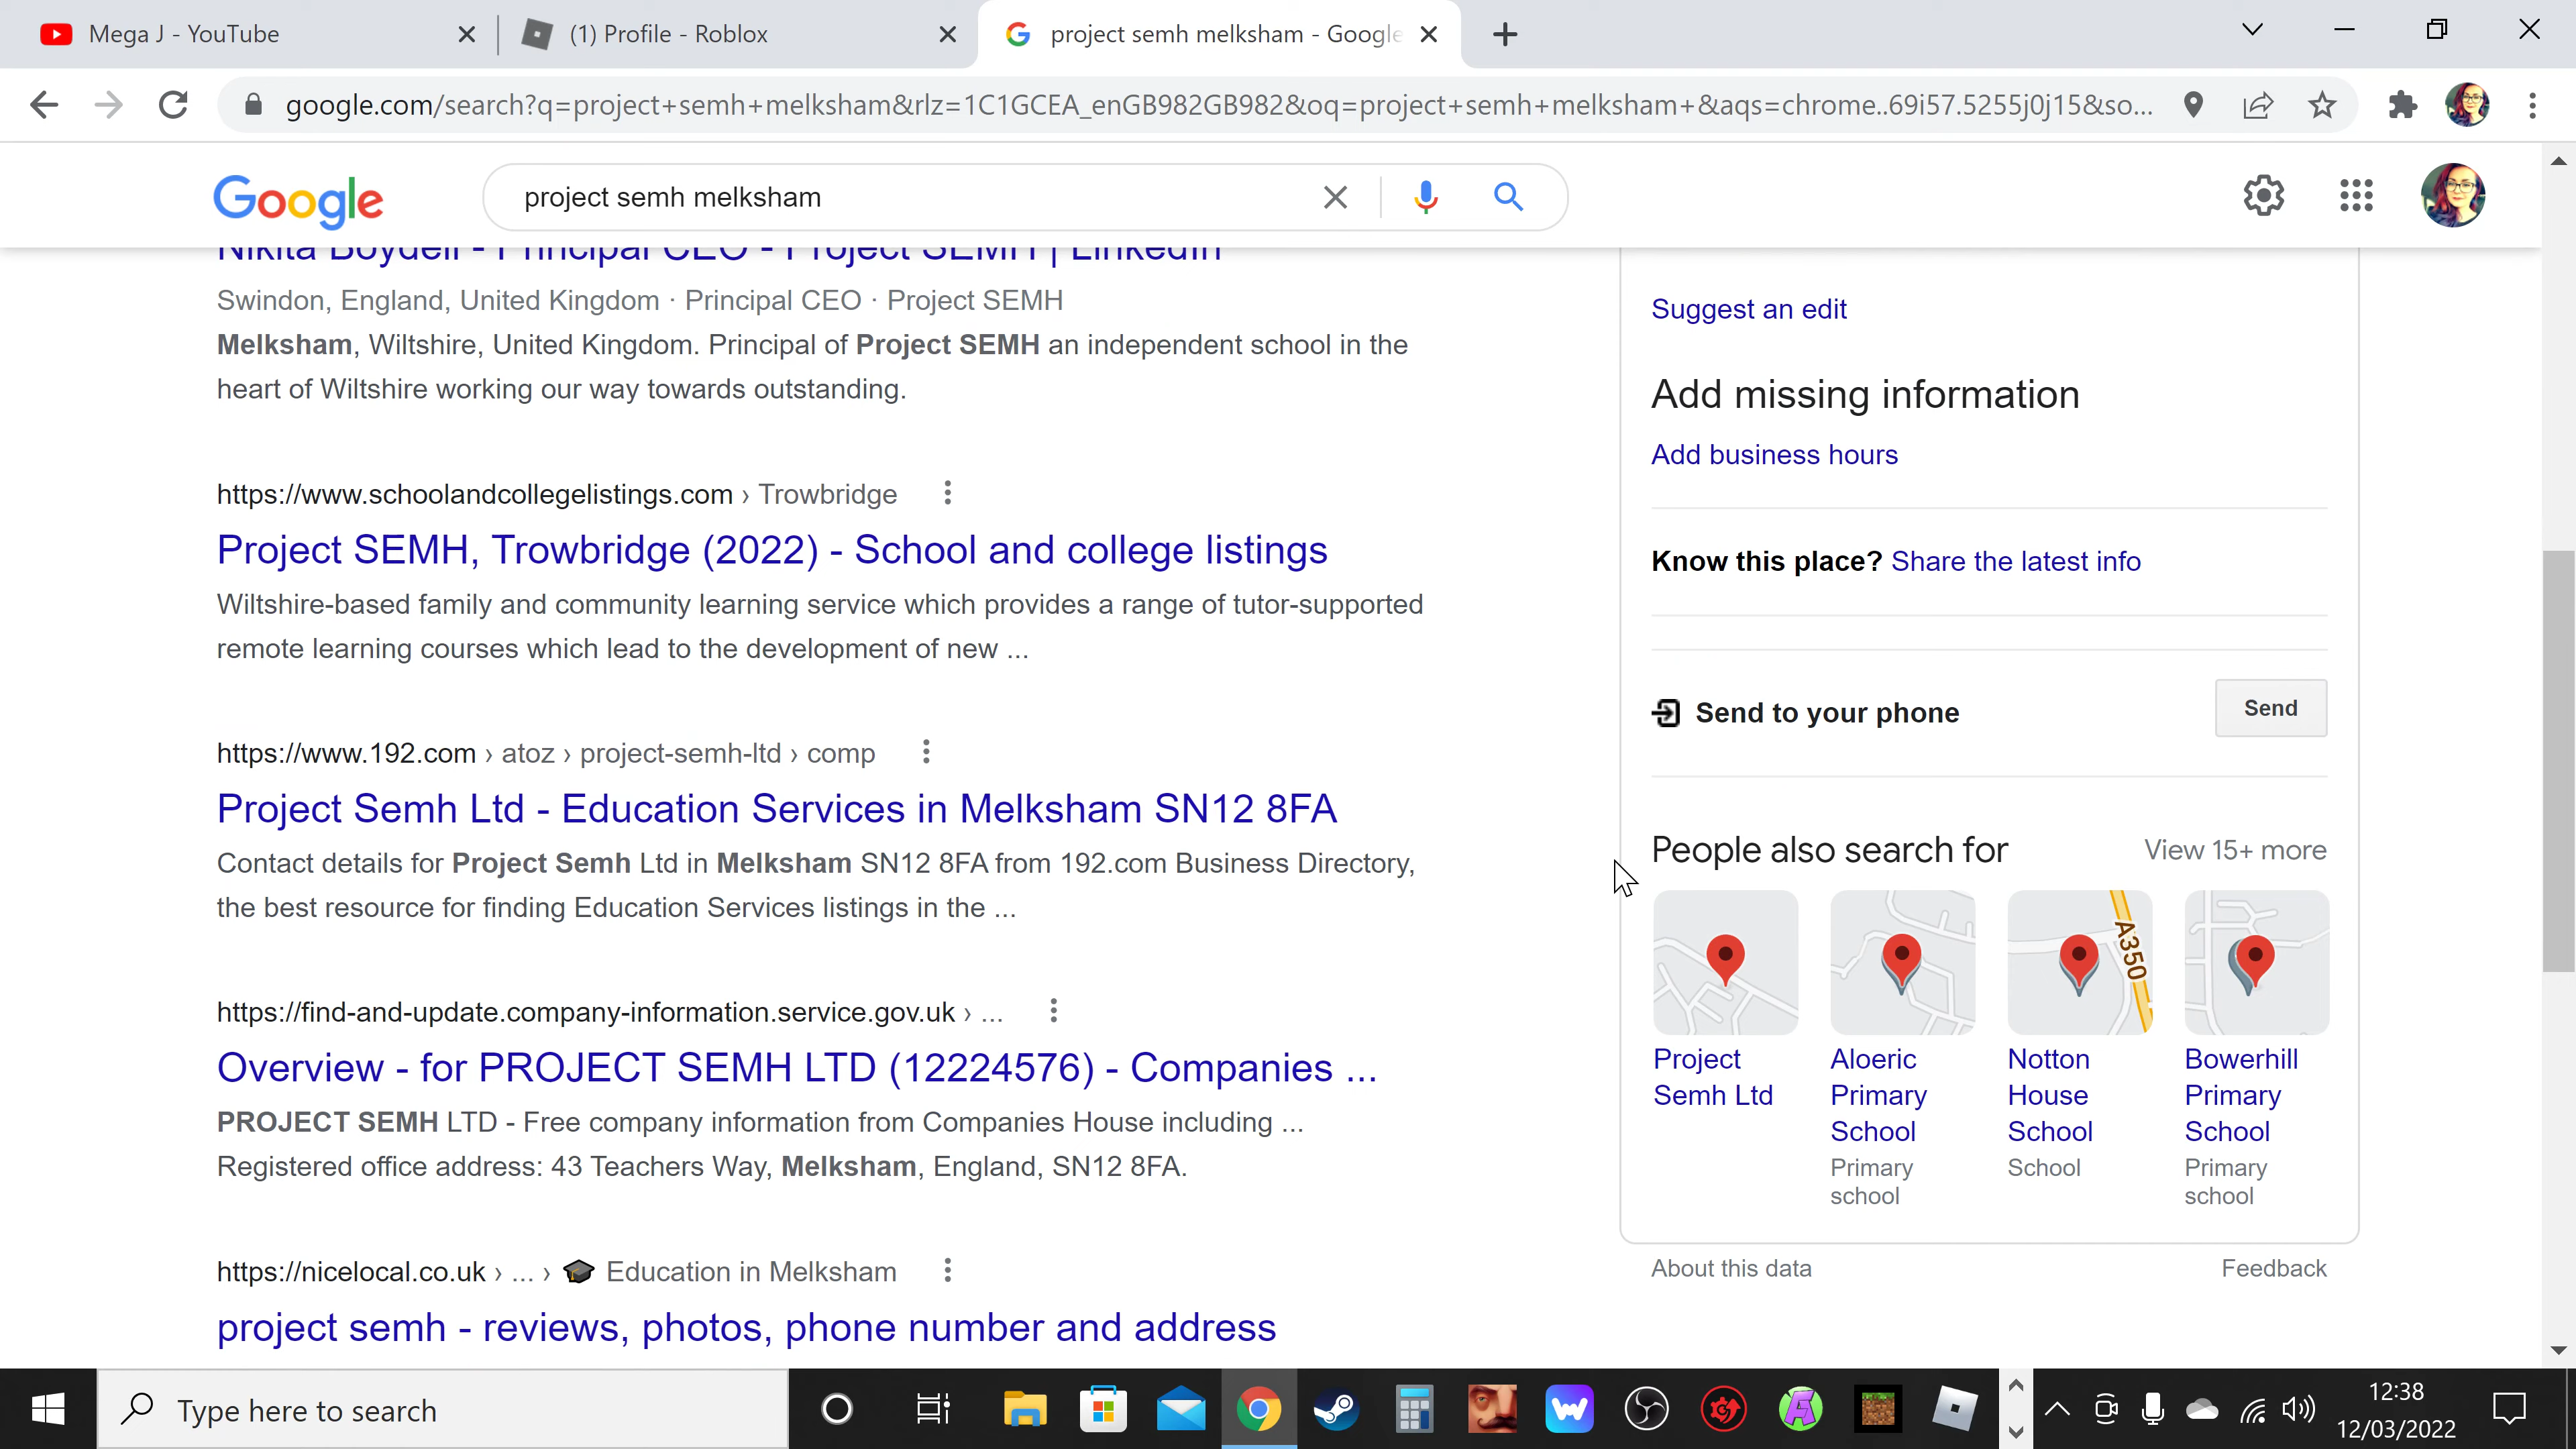 Mega J - YouTube
(1) Profile - Roblox
project semh melksham - Google
google.com/search?q=project+semh+melksham&rlz=1C1GCEA_enGB982GB982&oq=project+semh+melksham+&aqs=chrome..69i57.5255j0j15&so...
Google
project semh melksham
Nikita Boydell - Principal CEO - Project SEMH | LinkedIn
Swindon, England, United Kingdom · Principal CEO · Project SEMH
Melksham, Wiltshire, United Kingdom. Principal of Project SEMH an independent school in the
heart of Wiltshire working our way towards outstanding.
https://www.schoolandcollegelistings.com › Trowbridge
Project SEMH, Trowbridge (2022) - School and college listings
Wiltshire-based family and community learning service which provides a range of tutor-supported
remote learning courses which lead to the development of new ...
https://www.192.com › atoz › project-semh-ltd › comp
Project Semh Ltd - Education Services in Melksham SN12 8FA
Contact details for Project Semh Ltd in Melksham SN12 8FA from 192.com Business Directory,
the best resource for finding Education Services listings in the ...
https://find-and-update.company-information.service.gov.uk › ...
Overview - for PROJECT SEMH LTD (12224576) - Companies ...
PROJECT SEMH LTD - Free company information from Companies House including ...
Registered office address: 43 Teachers Way, Melksham, England, SN12 8FA.
https://nicelocal.co.uk › ... › Education in Melksham
project semh - reviews, photos, phone number and address
Suggest an edit
Add missing information
Add business hours
Know this place? Share the latest info
Send to your phone
Send
People also search for
View 15+ more
A350
Project
Semh Ltd
Aloeric
Primary
School
Primary
school
Notton
House
School
School
Bowerhill
Primary
School
Primary
school
About this data
Feedback
Type here to search
12:38
12/03/2022